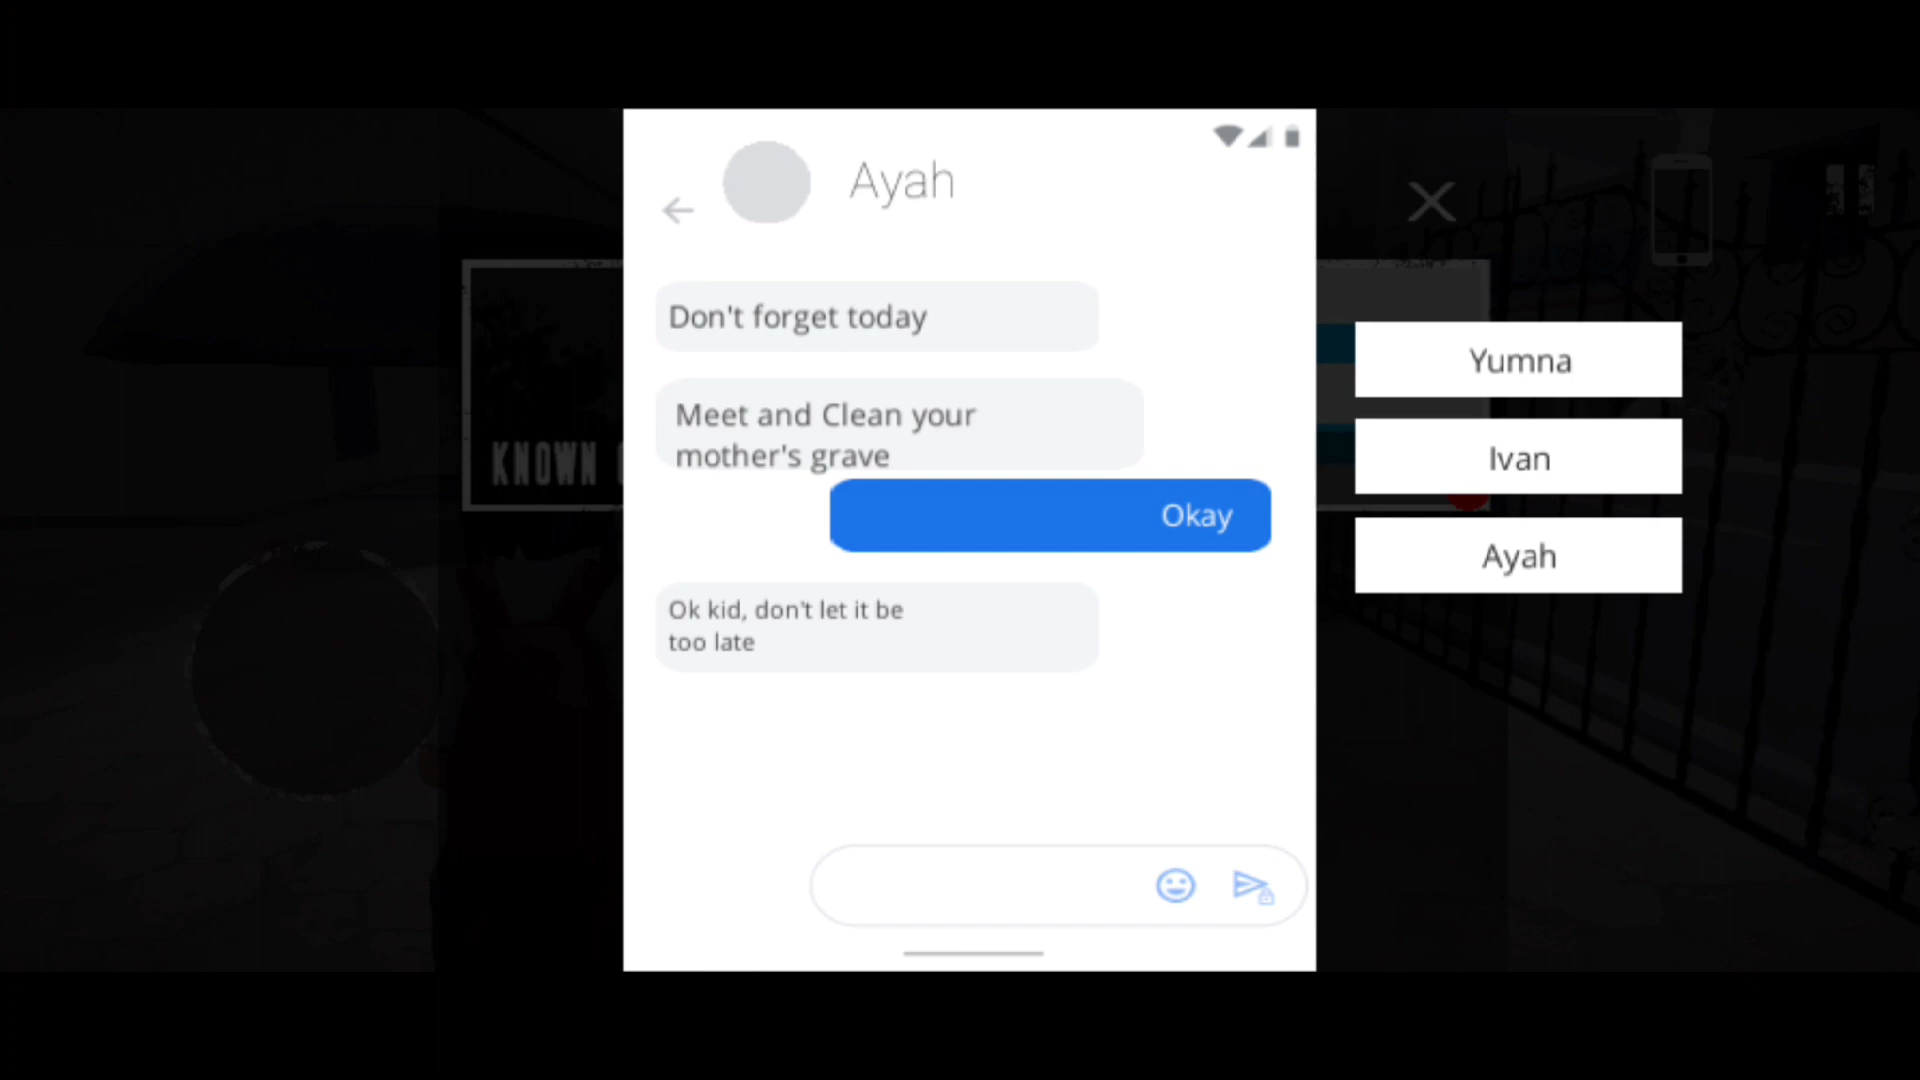 Ayah
Don't forget today
Meet and Clean your
mother's grave
Okay
Ok kid, don't let it be
too late
Yumna
Ivan
Ayah
KNOWN